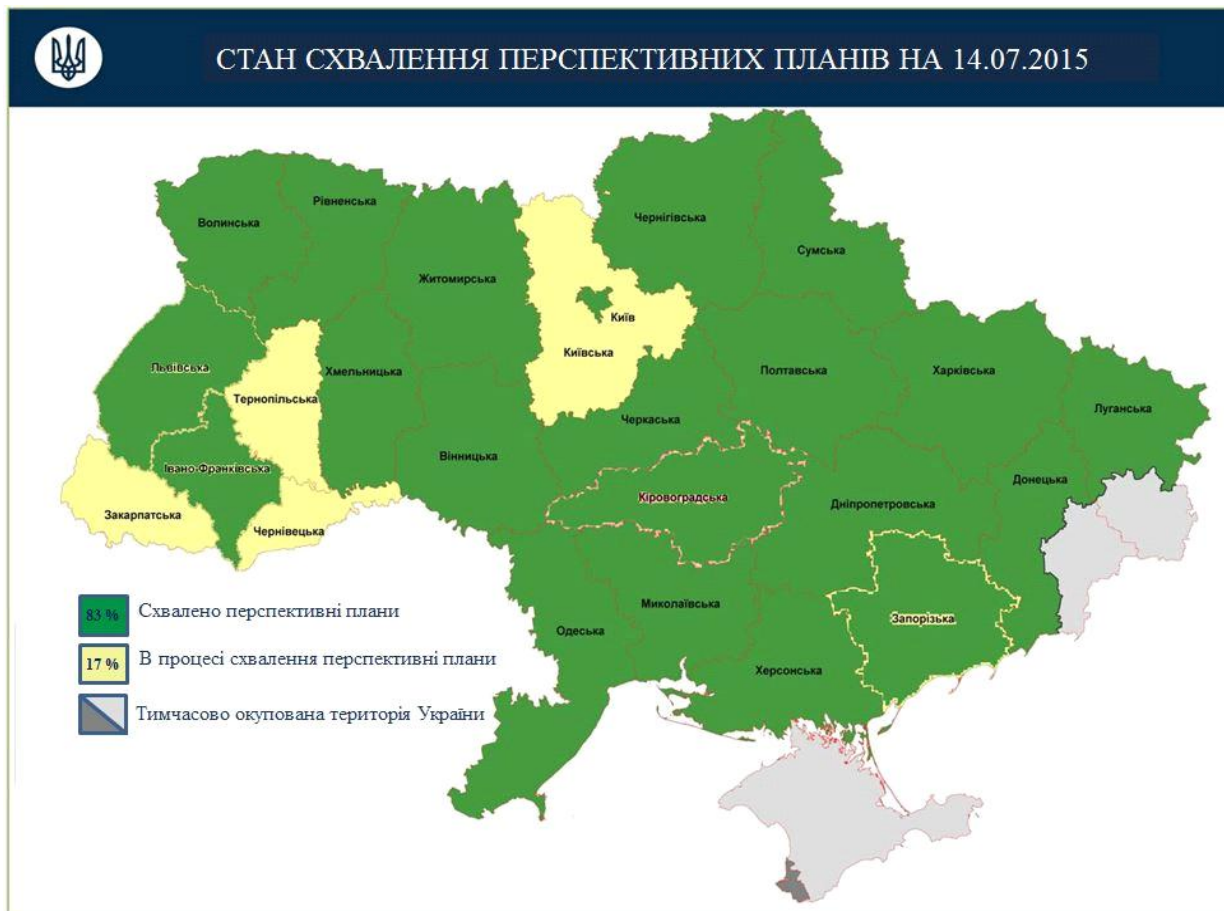 СТАН СХВАЛЕННЯ ПЕРСПЕКТИВНИХ ПЛАНІВ НА 14.07.2015
Волинська
Рівненська
Житомирська
Чернігівська
Сумська
Київ
Київська
Львівська
Тернопільська
Хмельницька
Полтавська
Харківська
Луганська
Черкаська
Вінницька
Івано-Франківська
Закарпатська
Чернівецька
Кіровоградська
Дніпропетровська
Донецька
Миколаївська
Одеська
Запорізька
Херсонська
83 % Схвалено перспективні плани
17 % В процесі схвалення перспективні плани
Тимчасово окупована територія України